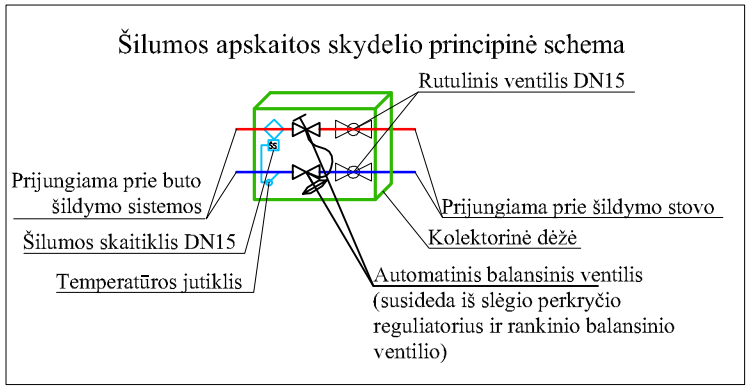 Šilumos apskaitos skydelio principinė schema
Rutulinis ventilis DN15
ŠS
Prijungiama prie buto
šildymo sistemos
Prijungiama prie šildymo stovo
Šilumos skaitiklis DN15
Kolektorinė dėžė
Temperatūros jutiklis
Automatinis balansinis ventilis
(susideda iš slėgio perkryčio
reguliatorius ir rankinio balansinio
ventilio)